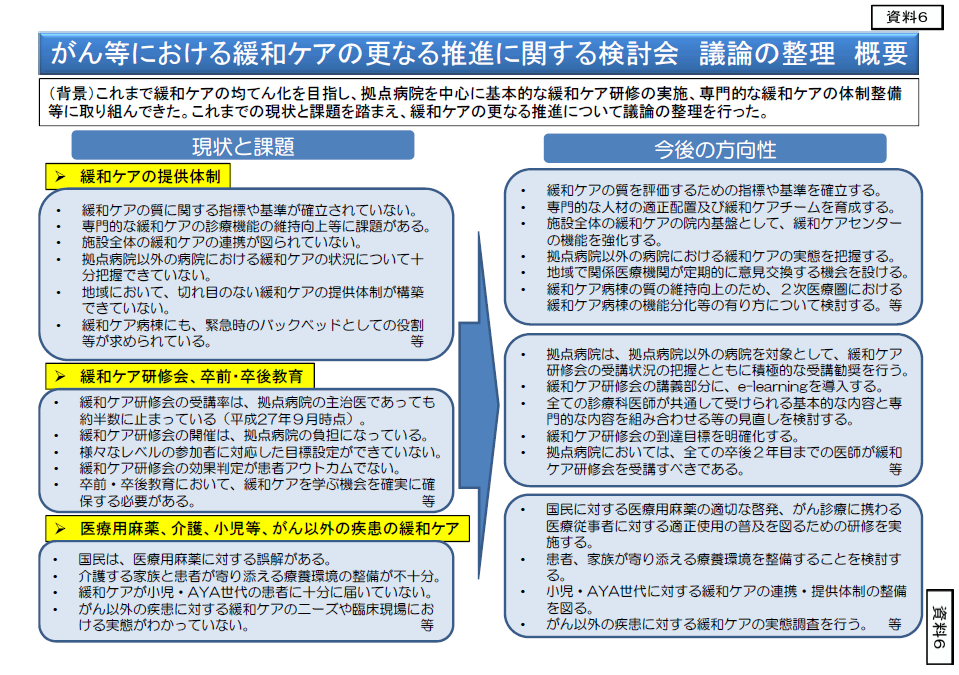 資料6
がん等における緩和ケアの更なる推進に関する検討会 議論の整理 概要
(背景)これまで緩和ケアの均てん化を目指し、拠点病院を中心に基本的な緩和ケア研修の実施、専門的な緩和ケアの体制整備
等に取り組んできた。これまでの現状と課題を踏まえ、緩和ケアの更なる推進について議論の整理を行った。
現状と課題
➢ 緩和ケアの提供体制
・ 緩和ケアの質に関する指標や基準が確立されていない。
・ 専門的な緩和ケアの診療機能の維持向上等に課題がある。
・ 施設全体の緩和ケアの連携が図られていない。
・ 拠点病院以外の病院における緩和ケアの状況について十
分把握できていない。
・ 地域において、切れ目のない緩和ケアの提供体制が構築
できていない。
・ 緩和ケア病棟にも、緊急時のバックベッドとしての役割
等が求められている。 等
➢ 緩和ケア研修会、卒前・卒後教育
・ 緩和ケア研修会の受講率は、拠点病院の主治医であっても
約半数に止まっている（平成27年９月時点）。
・ 緩和ケア研修会の開催は、拠点病院の負担になっている。
・ 様々なレベルの参加者に対応した目標設定ができていない。
・ 緩和ケア研修会の効果判定が患者アウトカムでない。
・ 卒前・卒後教育において、緩和ケアを学ぶ機会を確実に確
保する必要がある。 等
➢ 医療用麻薬、介護、小児等、がん以外の疾患の緩和ケア
・ 国民は、医療用麻薬に対する誤解がある。
・ 介護する家族と患者が寄り添える療養環境の整備が不十分。
・ 緩和ケアが小児・AYA世代の患者に十分に届いていない。
・ がん以外の疾患に対する緩和ケアのニーズや臨床現場にお
ける実態がわかっていない。 等
今後の方向性
・ 緩和ケアの質を評価するための指標や基準を確立する。
・ 専門的な人材の適正配置及び緩和ケアチームを育成する。
・ 施設全体の緩和ケアの院内基盤として、緩和ケアセンター
の機能を強化する。
・ 拠点病院以外の病院における緩和ケアの実態を把握する。
・ 地域で関係医療機関が定期的に意見交換する機会を設ける。
・ 緩和ケア病棟の質の維持向上のため、２次医療圏における
緩和ケア病棟の機能分化等の有り方について検討する。等
・ 拠点病院は、拠点病院以外の病院を対象として、緩和ケア
研修会の受講状況の把握とともに積極的な受講勧奨を行う。
・ 緩和ケア研修会の講義部分に、e-learningを導入する。
・ 全ての診療科医師が共通して受けられる基本的な内容と専
門的な内容を組み合わせる等の見直しを検討する。
・ 緩和ケア研修会の到達目標を明確化する。
・ 拠点病院においては、全ての卒後２年目までの医師が緩和
ケア研修会を受講すべきである。 等
・ 国民に対する医療用麻薬の適切な啓発、がん診療に携わる
医療従事者に対する適正使用の普及を図るための研修を実
施する。
・ 患者、家族が寄り添える療養環境を整備することを検討す
る。
・ 小児・AYA世代に対する緩和ケアの連携・提供体制の整備
を図る。
・ がん以外の疾患に対する緩和ケアの実態調査を行う。 等
資料6